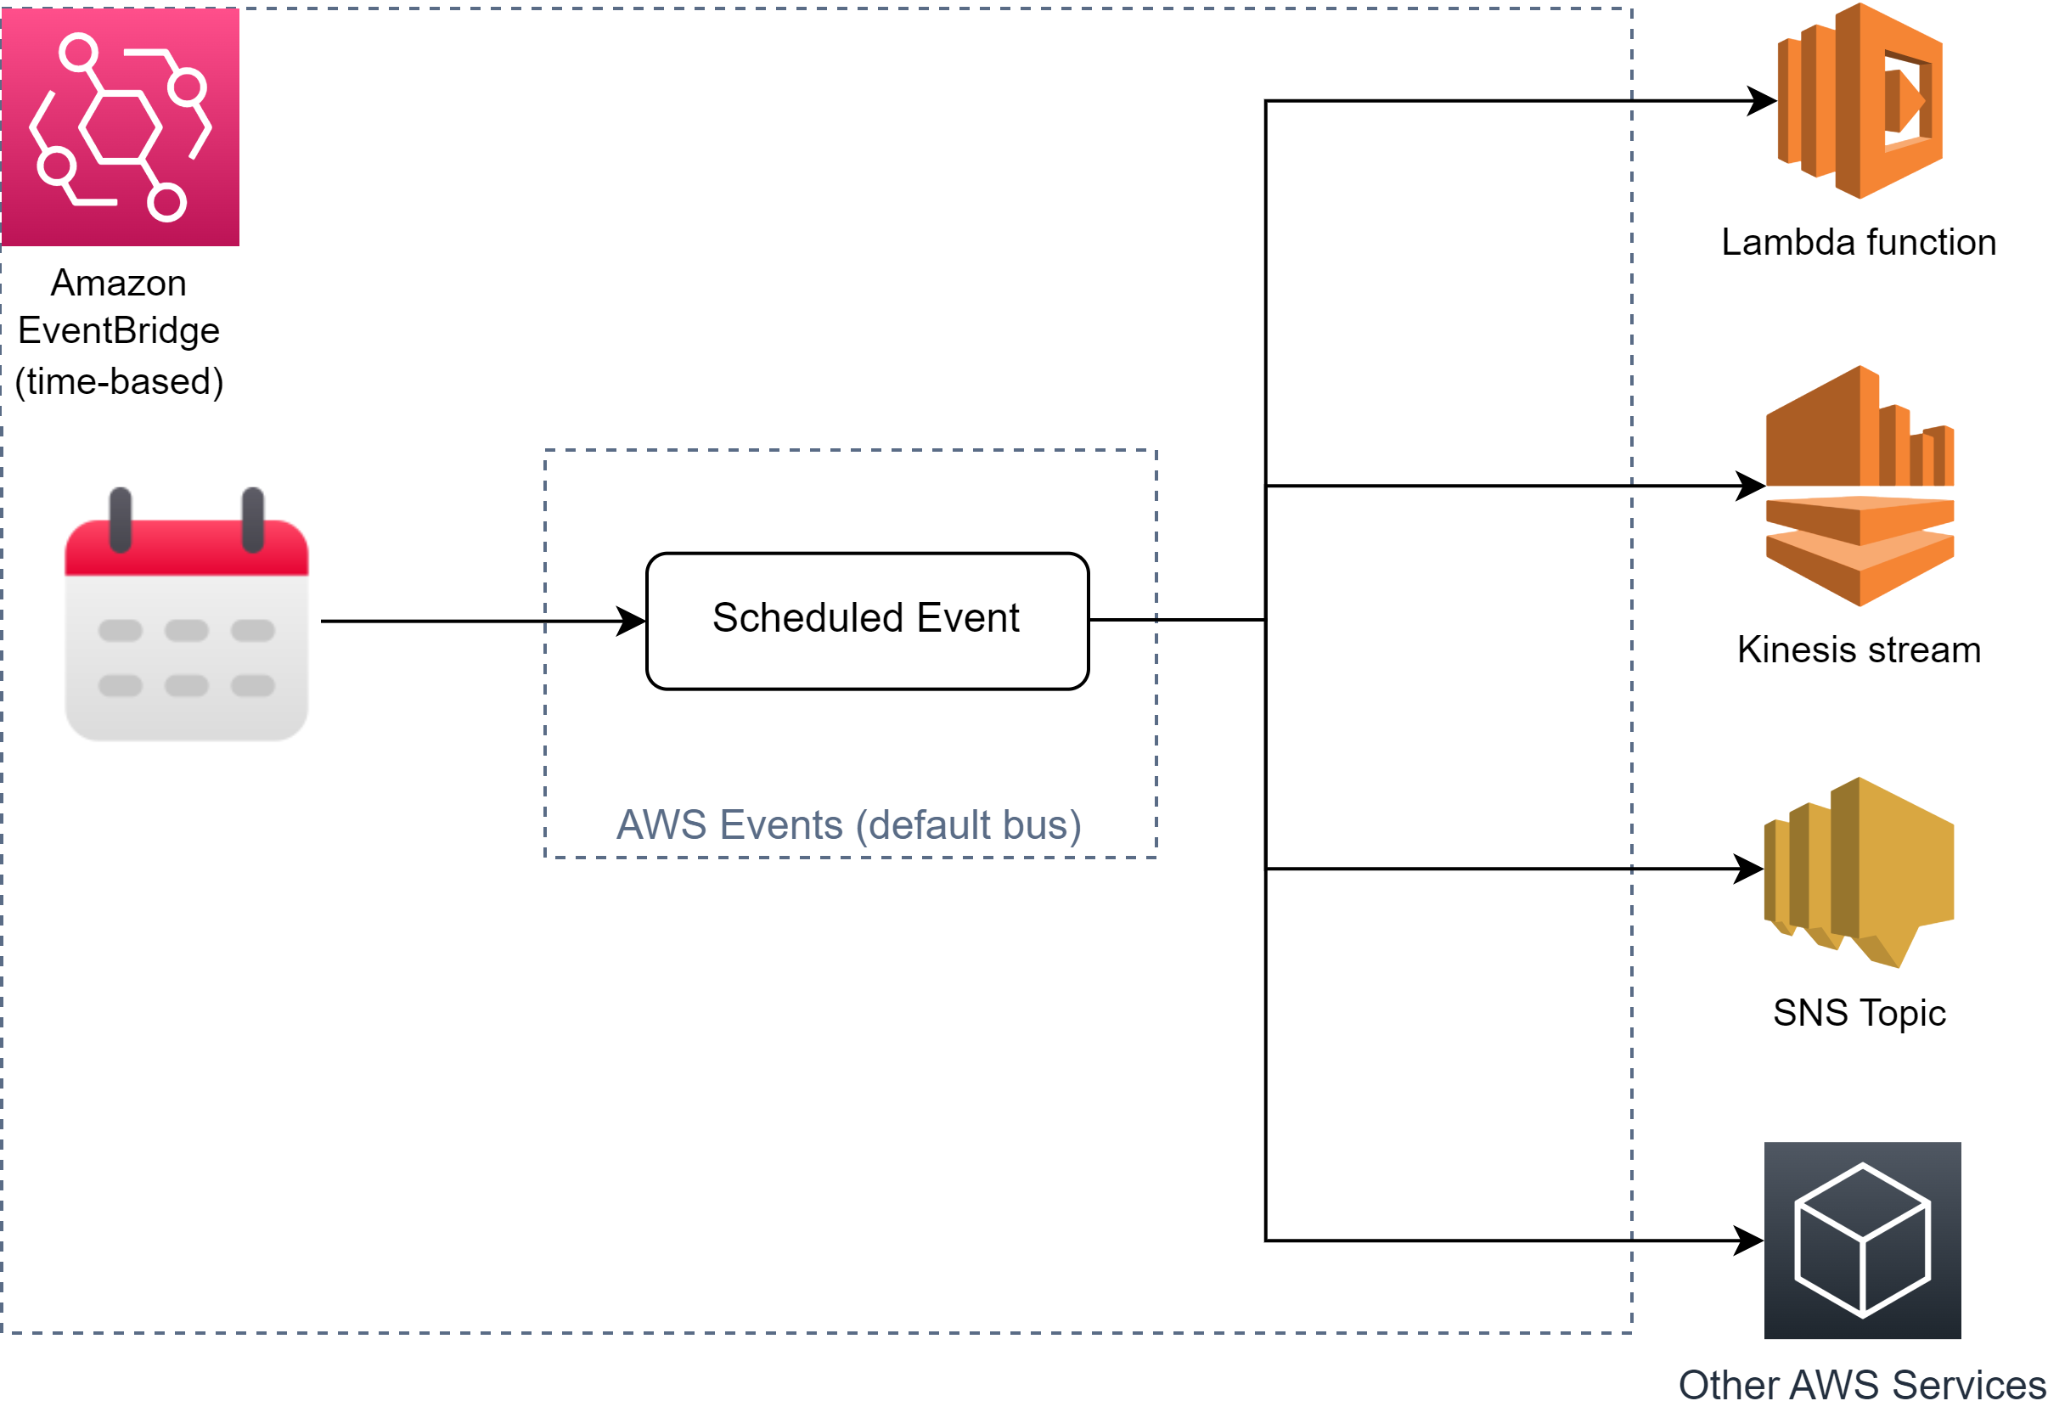 Amazon
EventBridge
(time-based)
Scheduled Event
AWS Events (default bus)
Lambda function
Kinesis stream
SNS Topic
Other AWS Services